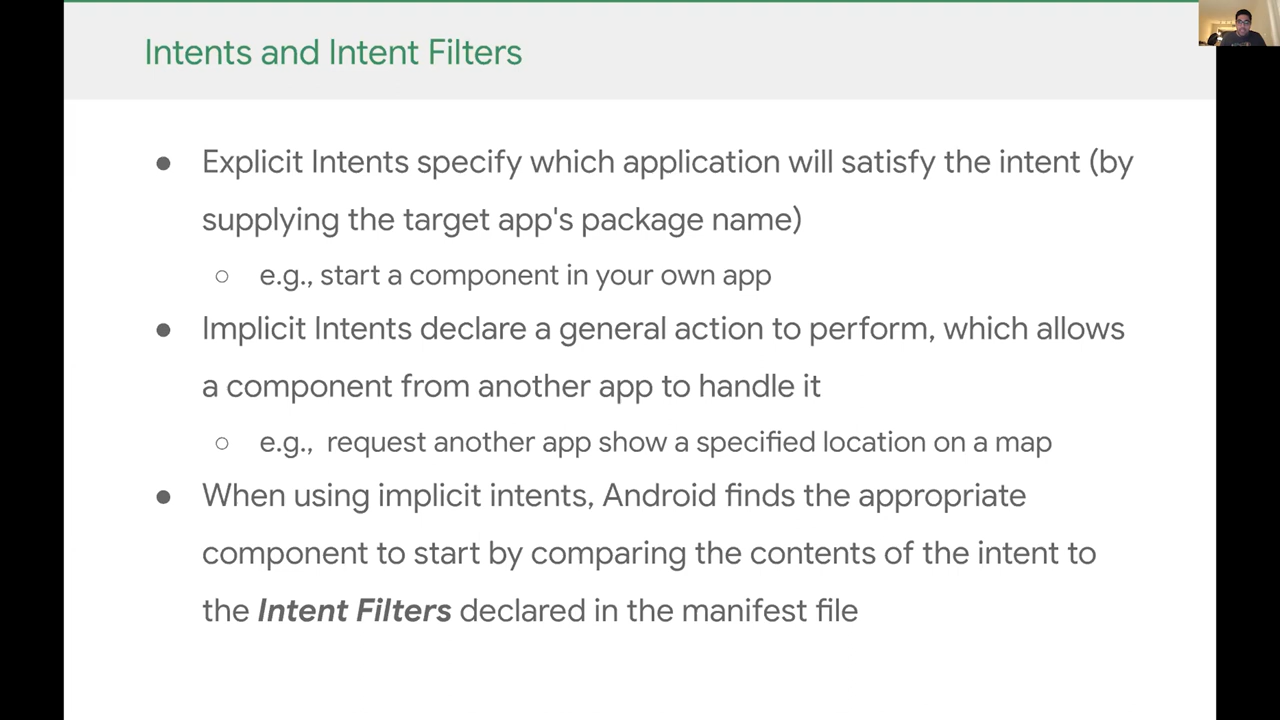 Intents and Intent Filters
● Explicit Intents specify which application will satisfy the intent (by
supplying the target app's package name)
○ e.g., start a component in your own app
● Implicit Intents declare a general action to perform, which allows
a component from another app to handle it
○ e.g., request another app show a specified location on a map
● When using implicit intents, Android finds the appropriate
component to start by comparing the contents of the intent to
the Intent Filters declared in the manifest file